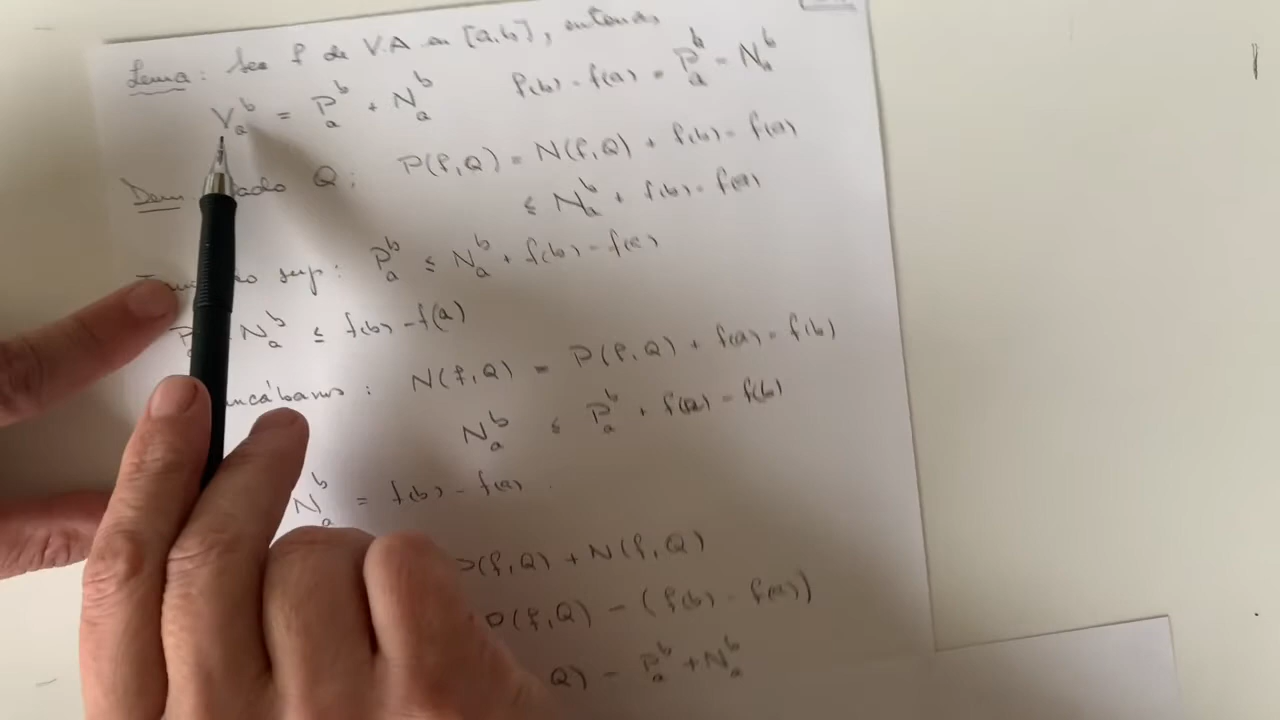 Lema: Sea f de V.A en [a,b], entonces
V_a^b = P_a^b + N_a^b    f(b) - f(a) = P_a^b - N_a^b
Dem dado Q: P(f,Q) = N(f,Q) + f(b) - f(a)
≤ N_a^b + f(b) - f(a)
sup: P_a^b ≤ N_a^b + f(b) - f(a)
N_a^b ≤ f(b) - f(a)
N(f,Q) = P(f,Q) + f(a) - f(b)
N_a^b ≤ P_a^b + f(a) - f(b)
N_a^b = f(b) - f(a).
P(f,Q) + N(f,Q)
P(f,Q) - (f(b) - f(a))
Q) - P_a^b + N_a^b